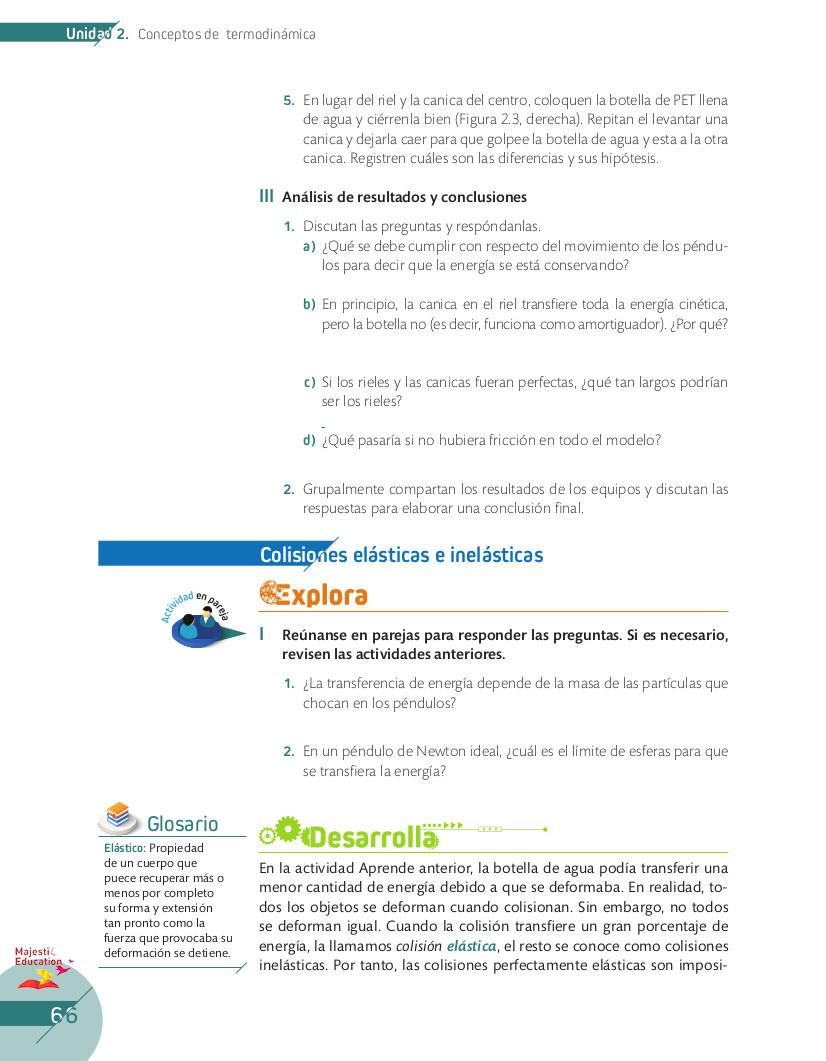 Unidad 2. Conceptos de termodinámica
5. En lugar del riel y la canica del centro, coloquen la botella de PET llena
de agua y ciérrenla bien (Figura 2.3, derecha). Repitan el levantar una
canica y dejarla caer para que golpee la botella de agua y esta a la otra
canica. Registren cuáles son las diferencias y sus hipótesis.
III Análisis de resultados y conclusiones
1. Discutan las preguntas y respóndanlas.
a) ¿Qué se debe cumplir con respecto del movimiento de los péndu-
los para decir que la energía se está conservando?
b) En principio, la canica en el riel transfiere toda la energía cinética,
pero la botella no (es decir, funciona como amortiguador). ¿Por qué?
c) Si los rieles y las canicas fueran perfectas, ¿qué tan largos podrían
ser los rieles?
d) ¿Qué pasaría si no hubiera fricción en todo el modelo?
2. Grupalmente compartan los resultados de los equipos y discutan las
respuestas para elaborar una conclusión final.
Colisiones elásticas e inelásticas
Explora
Actividad en pareja
I Reúnanse en parejas para responder las preguntas. Si es necesario,
revisen las actividades anteriores.
1. ¿La transferencia de energía depende de la masa de las partículas que
chocan en los péndulos?
2. En un péndulo de Newton ideal, ¿cuál es el límite de esferas para que
se transfiera la energía?
Glosario
Elástico: Propiedad
de un cuerpo que
puece recuperar más o
menos por completo
su forma y extensión
tan pronto como la
fuerza que provocaba su
deformación se detiene.
Desarrolla
En la actividad Aprende anterior, la botella de agua podía transferir una
menor cantidad de energía debido a que se deformaba. En realidad, to-
dos los objetos se deforman cuando colisionan. Sin embargo, no todos
se deforman igual. Cuando la colisión transfiere un gran porcentaje de
energía, la llamamos colisión elástica, el resto se conoce como colisiones
inelásticas. Por tanto, las colisiones perfectamente elásticas son imposi-
Majestic
Education
66